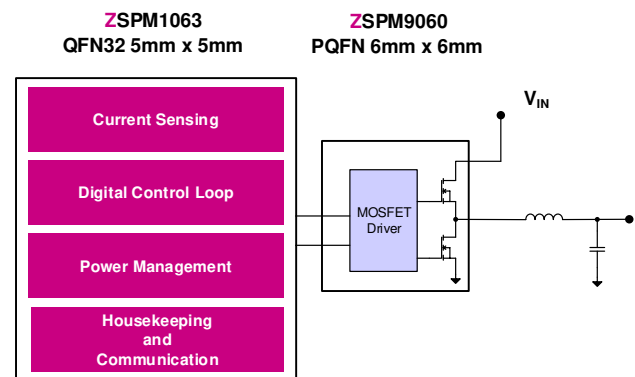 ZSPM1063
QFN32 5mm x 5mm
ZSPM9060
PQFN 6mm x 6mm
Current Sensing
Digital Control Loop
Power Management
Housekeeping
and
Communication
MOSFET
Driver
VIN